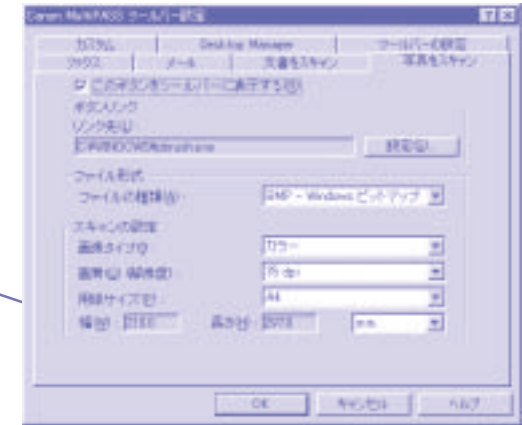 Canon MultiPASS ツールバー設定
カスタム Desktop Manager ツールバーの設定
ファクス メール 文書をスキャン 写真をスキャン
このボタンをツールバーに表示する(B)
ボタンリンク
リンク先(L)
設定(S)...
ファイル形式
ファイルの種類(A): BMP - Windows ビットマップ
スキャンの設定
画像タイプ(I): カラー
画質(Q) (解像度): 75 dpi
用紙サイズ(P): A4
幅(W): 長さ(H): mm
OK キャンセル ヘルプ